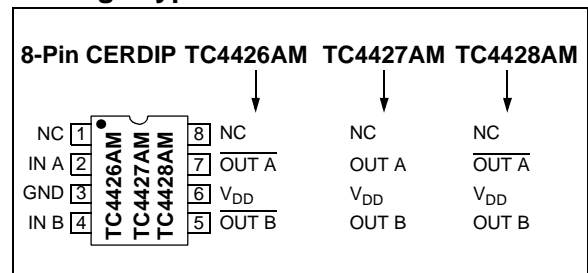 8-Pin CERDIP TC4426AM TC4427AM TC4428AM
NC 1 8 NC NC NC
IN A 2 7 OUT A OUT A OUT A
GND 3 6 VDD VDD VDD
IN B 4 5 OUT B OUT B OUT B
TC4426AM
TC4427AM
TC4428AM